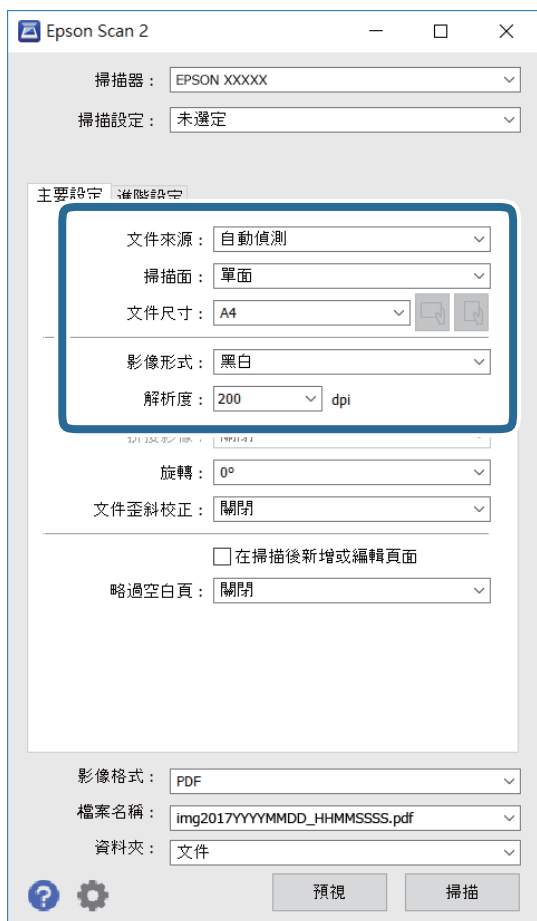 Epson Scan 2
掃描器： EPSON XXXXX
掃描設定： 未選定
主要設定 進階設定
文件來源： 自動偵測
掃描面： 單面
文件尺寸： A4
影像形式： 黑白
解析度： 200 dpi
旋轉： 0°
文件歪斜校正： 關閉
在掃描後新增或編輯頁面
略過空白頁： 關閉
影像格式： PDF
檔案名稱： img2017YYYYMMDD_HHMMSSSS.pdf
資料夾： 文件
預視 掃描